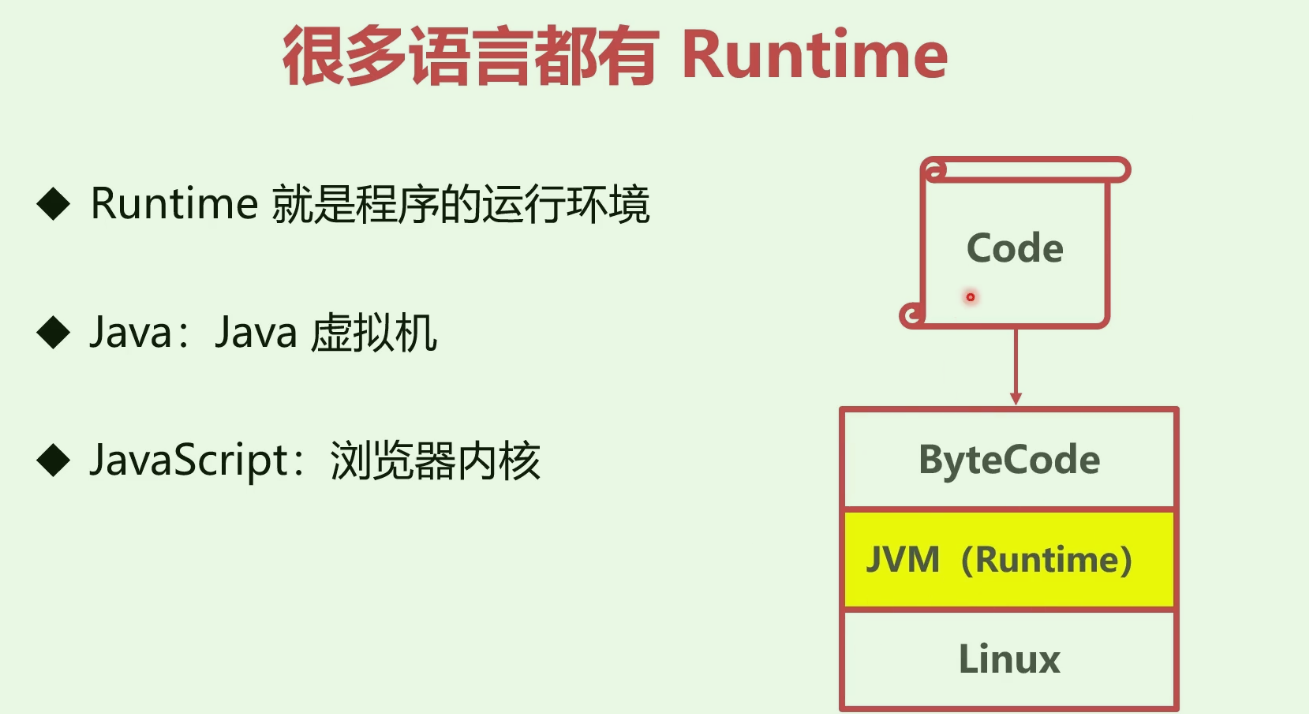 很多语言都有 Runtime
Runtime 就是程序的运行环境
Java：Java 虚拟机
JavaScript：浏览器内核
Code
ByteCode
JVM（Runtime）
Linux